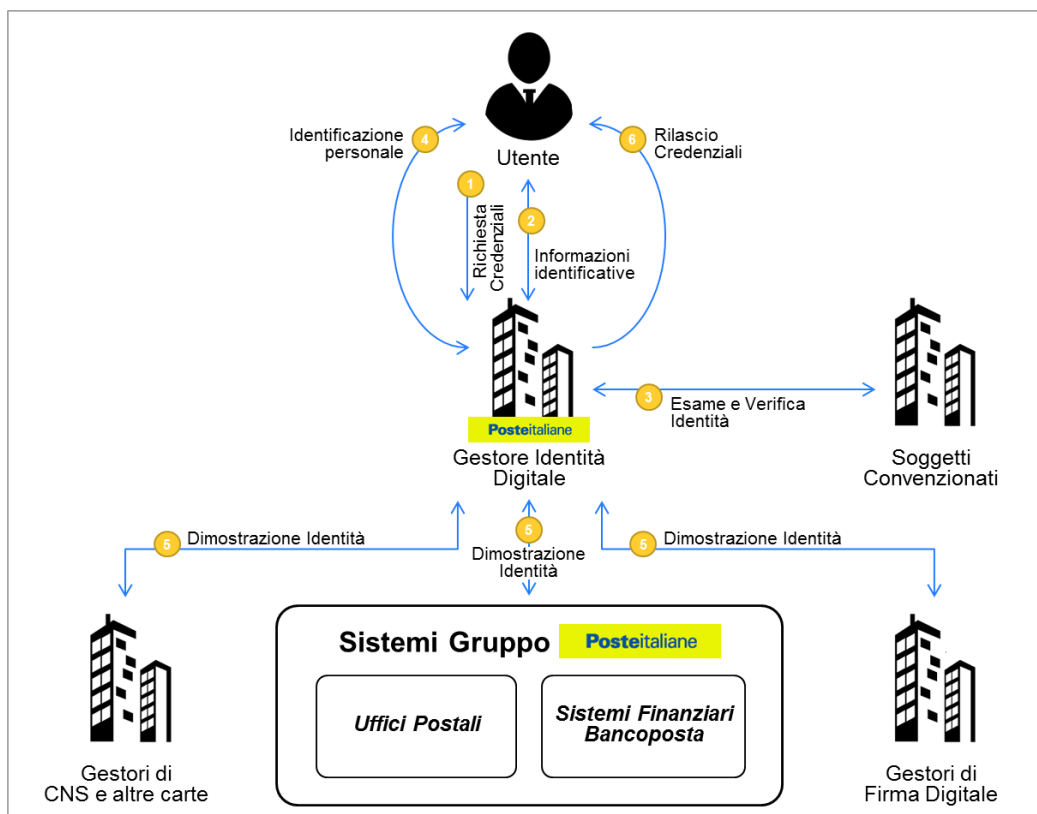 Identificazione
personale
4
6
Rilascio
Credenziali
Utente
1
Richiesta
Credenziali
2
Informazioni
identificative
Posteitaliane
Gestore Identità
Digitale
3
Esame e Verifica
Identità
Soggetti
Convenzionati
5
Dimostrazione Identità
5
Dimostrazione
Identità
5
Dimostrazione Identità
Sistemi Gruppo Posteitaliane
Uffici Postali
Sistemi Finanziari
Bancoposta
Gestori di
CNS e altre carte
Gestori di
Firma Digitale